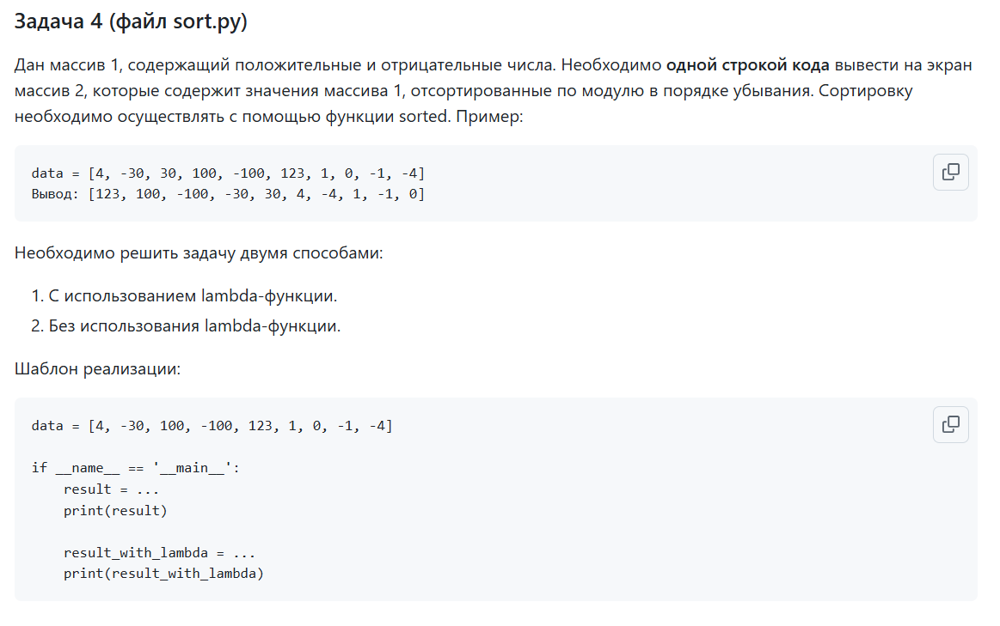 Задача 4 (файл sort.py)
Дан массив 1, содержащий положительные и отрицательные числа. Необходимо одной строкой кода вывести на экран
массив 2, которые содержит значения массива 1, отсортированные по модулю в порядке убывания. Сортировку
необходимо осуществлять с помощью функции sorted. Пример:
data = [4, -30, 30, 100, -100, 123, 1, 0, -1, -4]
Вывод: [123, 100, -100, -30, 30, 4, -4, 1, -1, 0]
Необходимо решить задачу двумя способами:
1. С использованием lambda-функции.
2. Без использования lambda-функции.
Шаблон реализации:
data = [4, -30, 100, -100, 123, 1, 0, -1, -4]
if __name__ == '__main__':
    result = ...
    print(result)
    result_with_lambda = ...
    print(result_with_lambda)